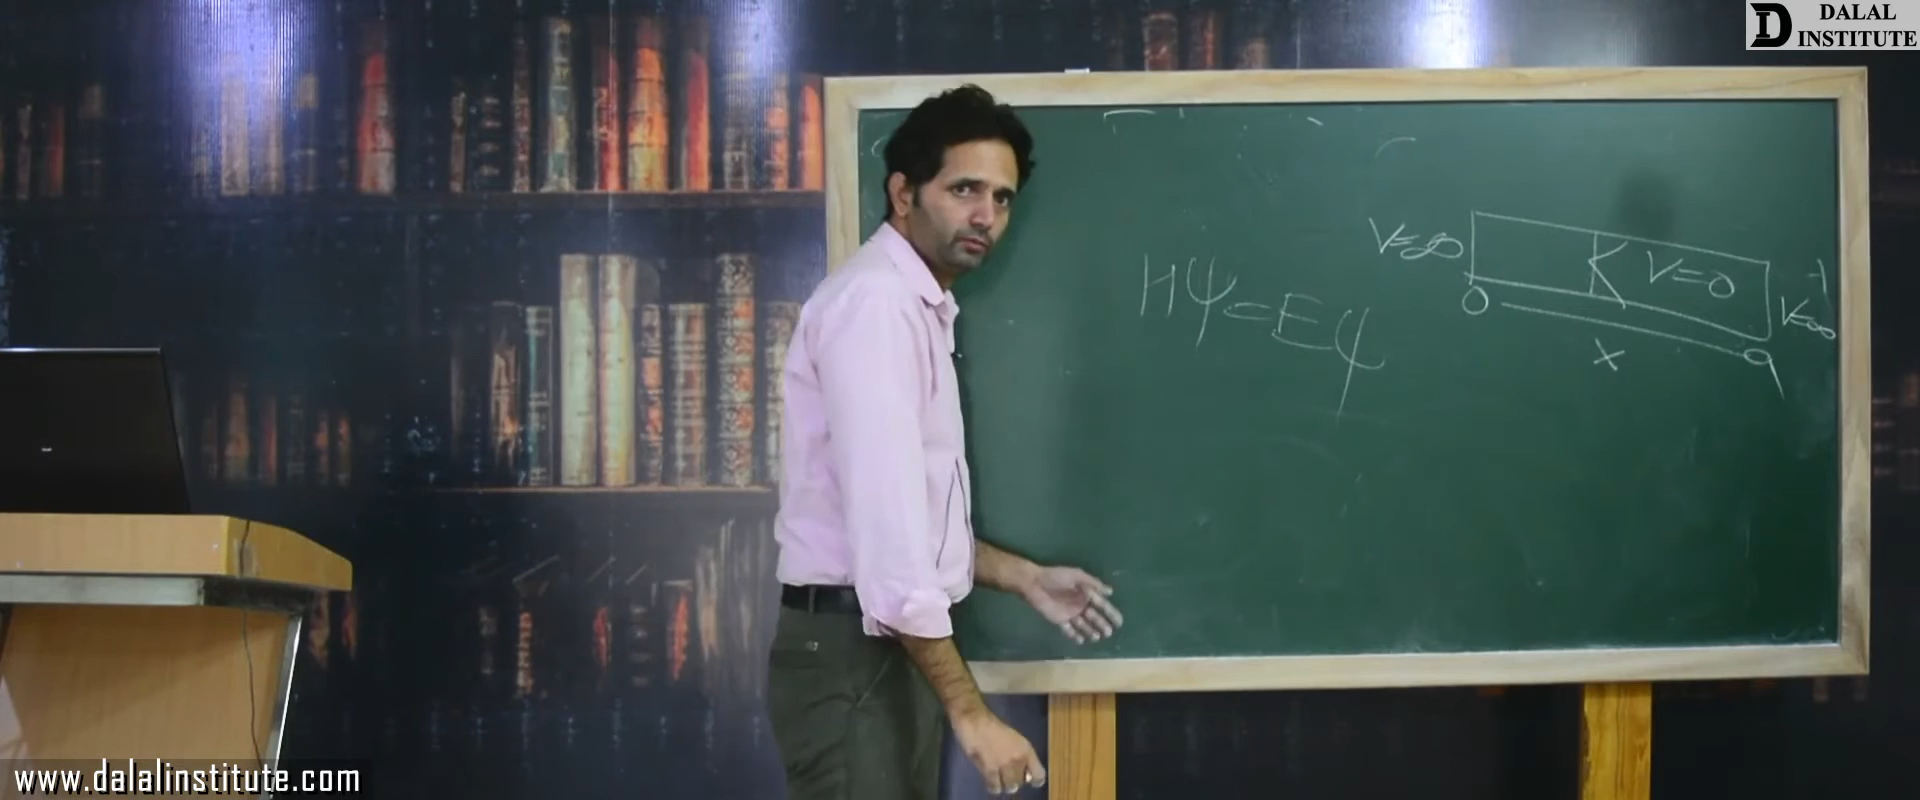 DALAL
INSTITUTE
V=∞
V=0
V=∞
0
a
x
Hψ=Eψ
www.dalalinstitute.com